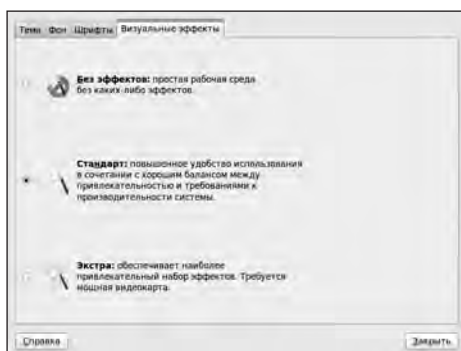 Тема Фон Шрифты Визуальные эффекты
Без эффектов: простая рабочая среда
без каких-либо эффектов.
Стандарт: повышенное удобство использования
в сочетании с хорошим балансом между
привлекательностью и требованиями к
производительности системы.
Экстра: обеспечивает наиболее
привлекательный набор эффектов. Требуется
мощная видеокарта.
Справка Закрыть